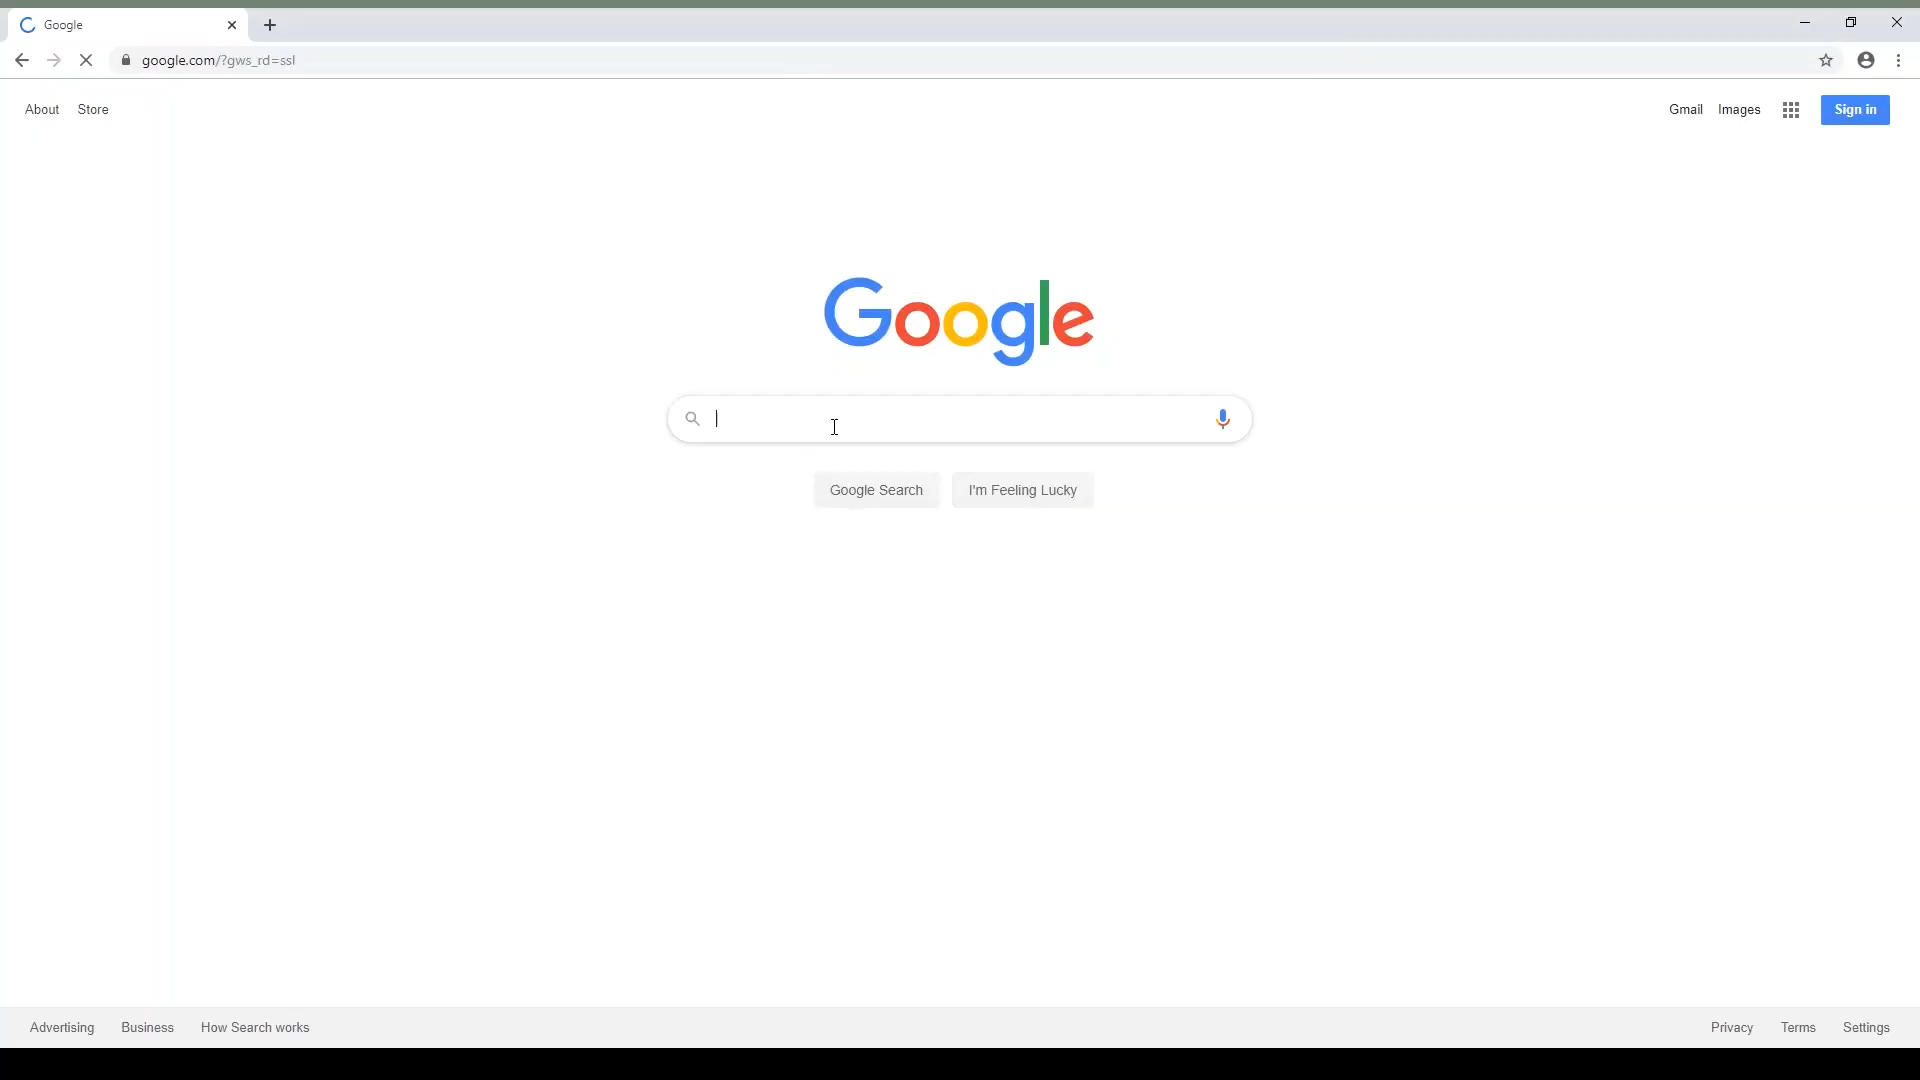 Google
google.com/?gws_rd=ssl
About Store
Gmail Images Sign in
Google
Google Search I'm Feeling Lucky
Advertising Business How Search works
Privacy Terms Settings